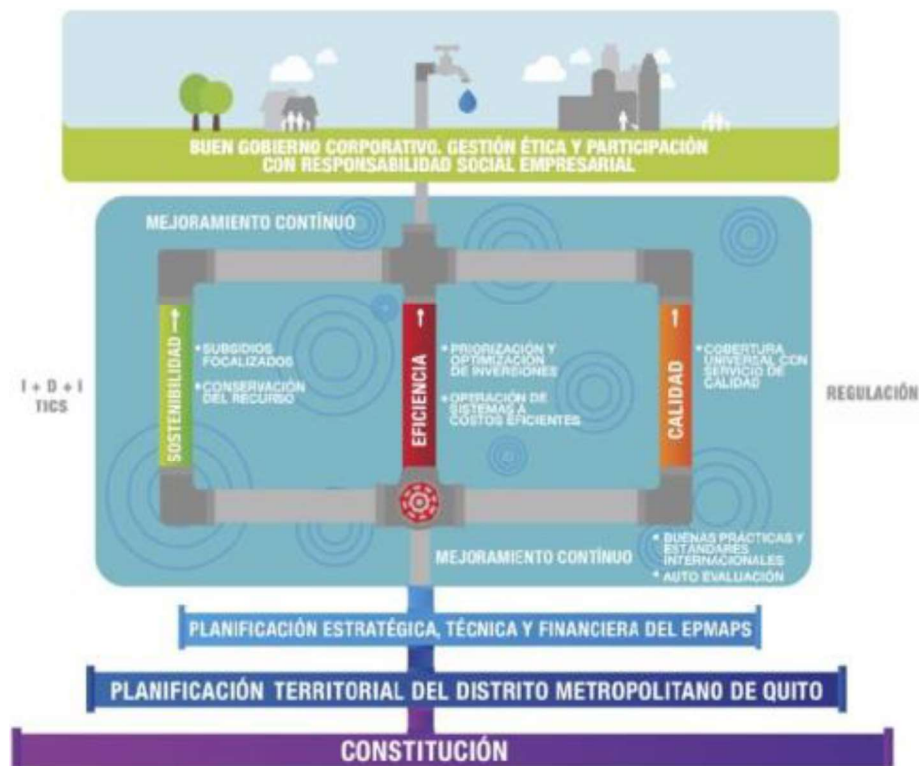 BUEN GOBIERNO CORPORATIVO. GESTIÓN ÉTICA Y PARTICIPACIÓN
CON RESPONSABILIDAD SOCIAL EMPRESARIAL
MEJORAMIENTO CONTÍNUO
I + D + I
TICS
SOSTENIBILIDAD
• SUBSIDIOS
FOCALIZADOS
• CONSERVACIÓN
DEL RECURSO
EFICIENCIA
• PRIORIZACIÓN Y
OPTIMIZACIÓN
DE INVERSIONES
• OPERACIÓN DE
SISTEMAS A
COSTOS EFICIENTES
CALIDAD
• COBERTURA
UNIVERSAL CON
SERVICIO DE
CALIDAD
REGULACIÓN
MEJORAMIENTO CONTÍNUO
• BUENAS PRÁCTICAS Y
ESTÁNDARES
INTERNACIONALES
• AUTO EVALUACIÓN
PLANIFICACIÓN ESTRATÉGICA, TÉCNICA Y FINANCIERA DEL EPMAPS
PLANIFICACIÓN TERRITORIAL DEL DISTRITO METROPOLITANO DE QUITO
CONSTITUCIÓN